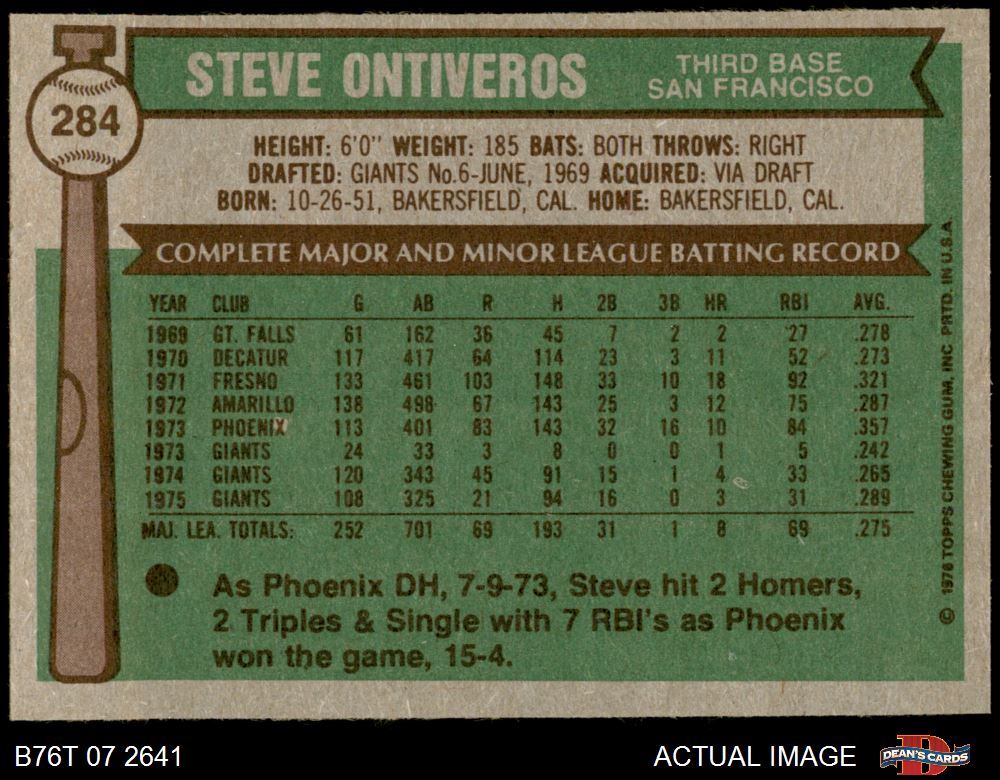 STEVE ONTIVEROS
THIRD BASE
SAN FRANCISCO
284
HEIGHT: 6'0" WEIGHT: 185 BATS: BOTH THROWS: RIGHT
DRAFTED: GIANTS No.6-JUNE, 1969 ACQUIRED: VIA DRAFT
BORN: 10-26-51, BAKERSFIELD, CAL. HOME: BAKERSFIELD, CAL.
COMPLETE MAJOR AND MINOR LEAGUE BATTING RECORD
YEAR CLUB G AB R H 2B 3B HR RBI AVG.
1969 GT. FALLS 61 162 36 45 7 2 2 27 .278
1970 DECATUR 117 417 64 114 23 3 11 52 .273
1971 FRESNO 133 461 103 148 33 10 18 92 .321
1972 AMARILLO 138 498 67 143 25 3 12 75 .287
1973 PHOENIX 113 401 83 143 32 16 10 84 .357
1973 GIANTS 24 33 3 8 0 0 1 5 .242
1974 GIANTS 120 343 45 91 15 1 4 33 .265
1975 GIANTS 108 325 21 94 16 0 3 31 .289
MAJ. LEA. TOTALS: 252 701 69 193 31 1 8 69 .275
As Phoenix DH, 7-9-73, Steve hit 2 Homers,
2 Triples & Single with 7 RBI's as Phoenix
won the game, 15-4.
© 1976 TOPPS CHEWING GUM, INC. PRTD. IN U.S.A.
B76T 07 2641
ACTUAL IMAGE
DEAN'S CARDS